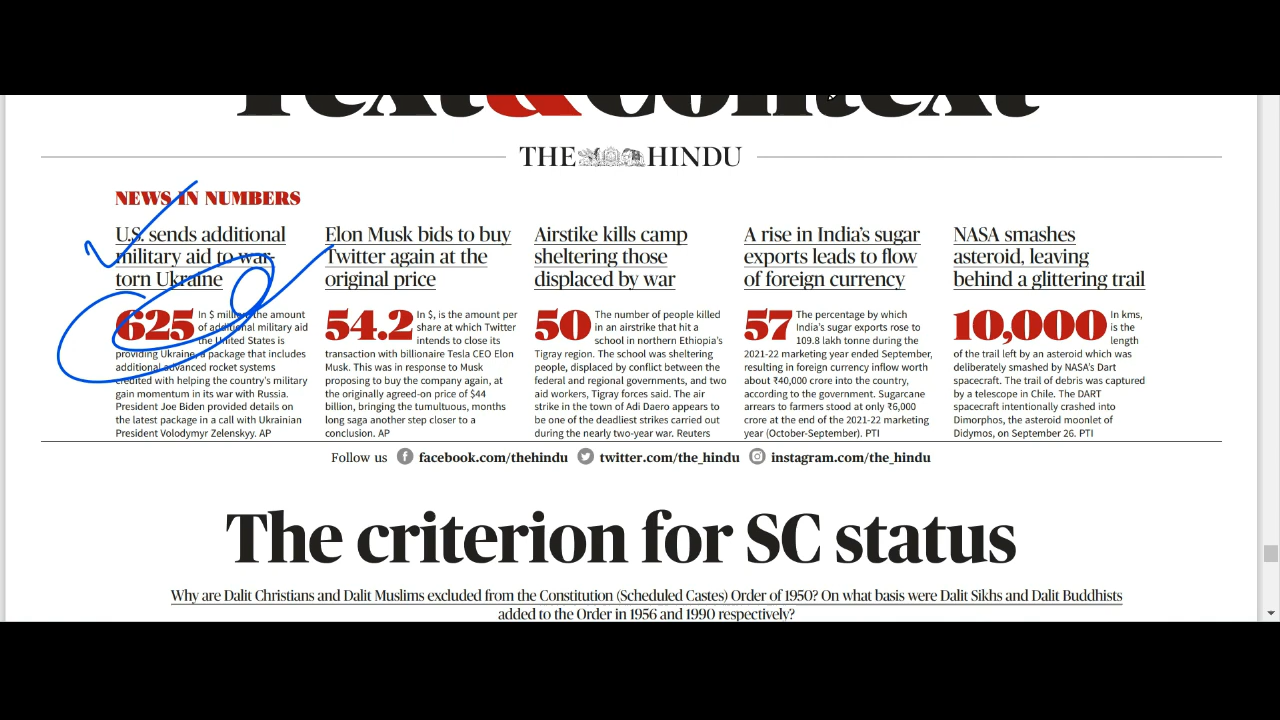 Text&Context
THE HINDU
NEWS IN NUMBERS
U.S. sends additional
military aid to war-
torn Ukraine
625 In $ million, the amount
of additional military aid
the United States is
providing Ukraine, a package that includes
additional advanced rocket systems
credited with helping the country's military
gain momentum in its war with Russia.
President Joe Biden provided details on
the latest package in a call with Ukrainian
President Volodymyr Zelenskyy. AP
Elon Musk bids to buy
Twitter again at the
original price
54.2 In $, is the amount per
share at which Twitter
intends to close its
transaction with billionaire Tesla CEO Elon
Musk. This was in response to Musk
proposing to buy the company again, at
the originally agreed-on price of $44
billion, bringing the tumultuous, months
long saga another step closer to a
conclusion. AP
Airstike kills camp
sheltering those
displaced by war
50 The number of people killed
in an airstrike that hit a
school in northern Ethiopia's
Tigray region. The school was sheltering
people, displaced by conflict between the
federal and regional governments, and two
aid workers, Tigray forces said. The air
strike in the town of Adi Daero appears to
be one of the deadliest strikes carried out
during the nearly two-year war. Reuters
A rise in India's sugar
exports leads to flow
of foreign currency
57 The percentage by which
India's sugar exports rose to
109.8 lakh tonne during the
2021-22 marketing year ended September,
resulting in foreign currency inflow worth
about ₹40,000 crore into the country,
according to the government. Sugarcane
arrears to farmers stood at only ₹6,000
crore at the end of the 2021-22 marketing
year (October-September). PTI
NASA smashes
asteroid, leaving
behind a glittering trail
10,000 In kms,
is the
length
of the trail left by an asteroid which was
deliberately smashed by NASA's Dart
spacecraft. The trail of debris was captured
by a telescope in Chile. The DART
spacecraft intentionally crashed into
Dimorphos, the asteroid moonlet of
Didymos, on September 26. PTI
Follow us facebook.com/thehindu twitter.com/the_hindu instagram.com/the_hindu
The criterion for SC status
Why are Dalit Christians and Dalit Muslims excluded from the Constitution (Scheduled Castes) Order of 1950? On what basis were Dalit Sikhs and Dalit Buddhists
added to the Order in 1956 and 1990 respectively?